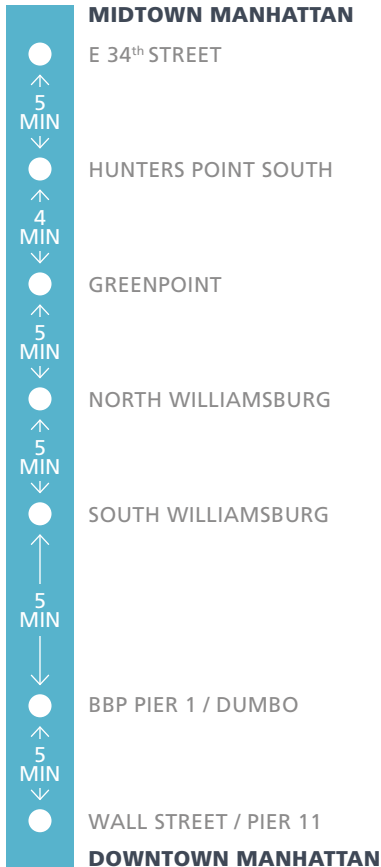 MIDTOWN MANHATTAN
E 34th STREET
5
MIN
HUNTERS POINT SOUTH
4
MIN
GREENPOINT
5
MIN
NORTH WILLIAMSBURG
5
MIN
SOUTH WILLIAMSBURG
5
MIN
BBP PIER 1 / DUMBO
5
MIN
WALL STREET / PIER 11
DOWNTOWN MANHATTAN